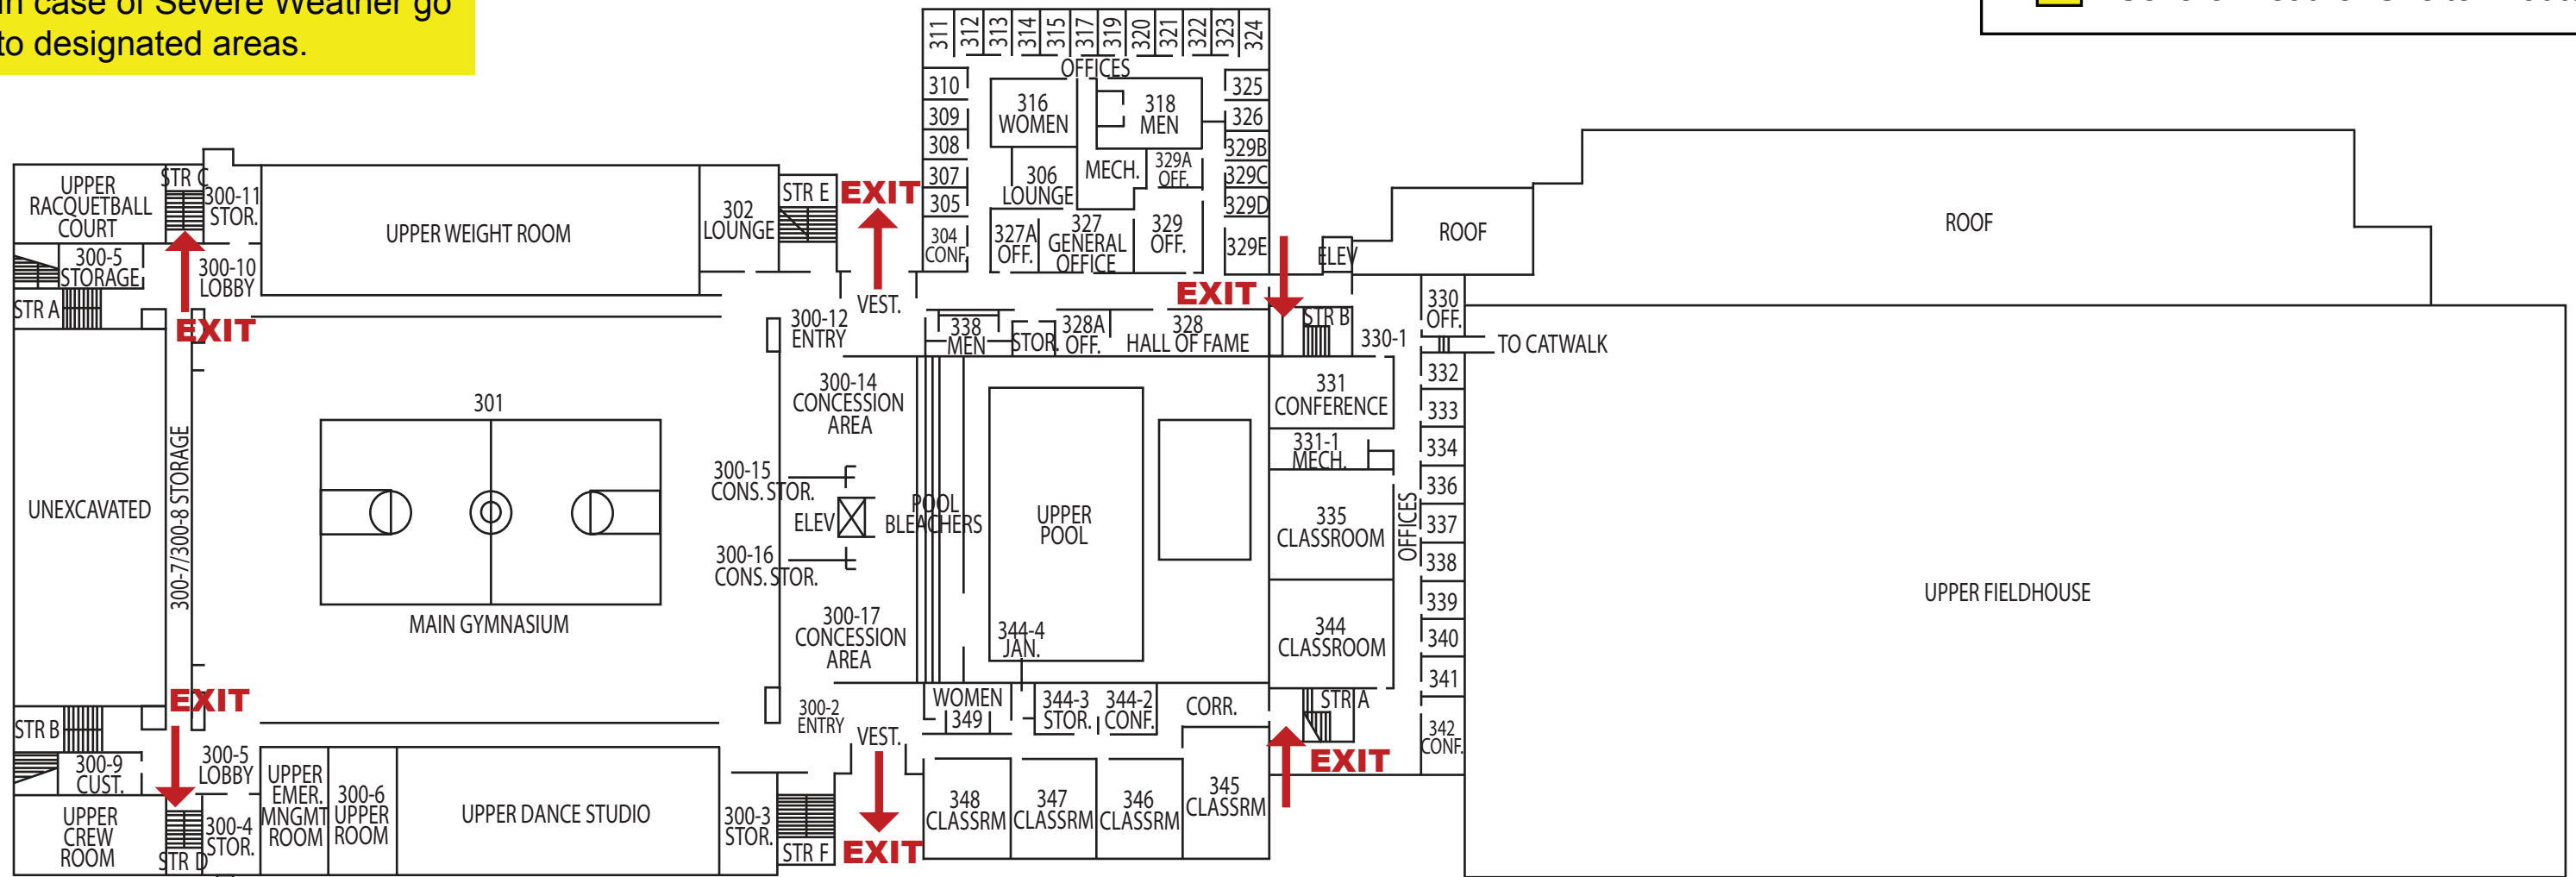 In case of Severe Weather go
to designated areas.
311
312
313
314
315
317
319
320
321
322
323
324
OFFICES
310
309
308
307
305
304
CONF.
316
WOMEN
318
MEN
306
LOUNGE
MECH.
329A
OFF.
327A
OFF.
327
GENERAL
OFFICE
329
OFF.
325
326
329B
329C
329D
329E
ELEV
ROOF
ROOF
UPPER
RACQUETBALL
COURT
STR C
300-11
STOR.
UPPER WEIGHT ROOM
302
LOUNGE
STR E
EXIT
300-5
STORAGE
300-10
LOBBY
STR A
EXIT
VEST.
300-12
ENTRY
EXIT
338
MEN
STOR.
328A
OFF.
328
HALL OF FAME
STR B
330-1
330
OFF.
TO CATWALK
332
333
334
336
337
338
339
340
341
342
CONF.
OFFICES
331
CONFERENCE
331-1
MECH.
335
CLASSROOM
344
CLASSROOM
STR A
EXIT
UPPER FIELDHOUSE
UNEXCAVATED
300-7/300-8 STORAGE
301
MAIN GYMNASIUM
300-14
CONCESSION
AREA
300-15
CONS. STOR.
ELEV
300-16
CONS. STOR.
300-17
CONCESSION
AREA
POOL
BLEACHERS
UPPER
POOL
344-4
JAN.
EXIT
STR B
300-9
CUST.
300-5
LOBBY
UPPER
CREW
ROOM
STR D
300-4
STOR.
UPPER
EMER.
MNGMT
ROOM
300-6
UPPER
ROOM
UPPER DANCE STUDIO
300-3
STOR.
STR F
300-2
ENTRY
VEST.
EXIT
WOMEN
349
344-3
STOR.
344-2
CONF.
CORR.
348
CLASSRM
347
CLASSRM
346
CLASSRM
345
CLASSRM